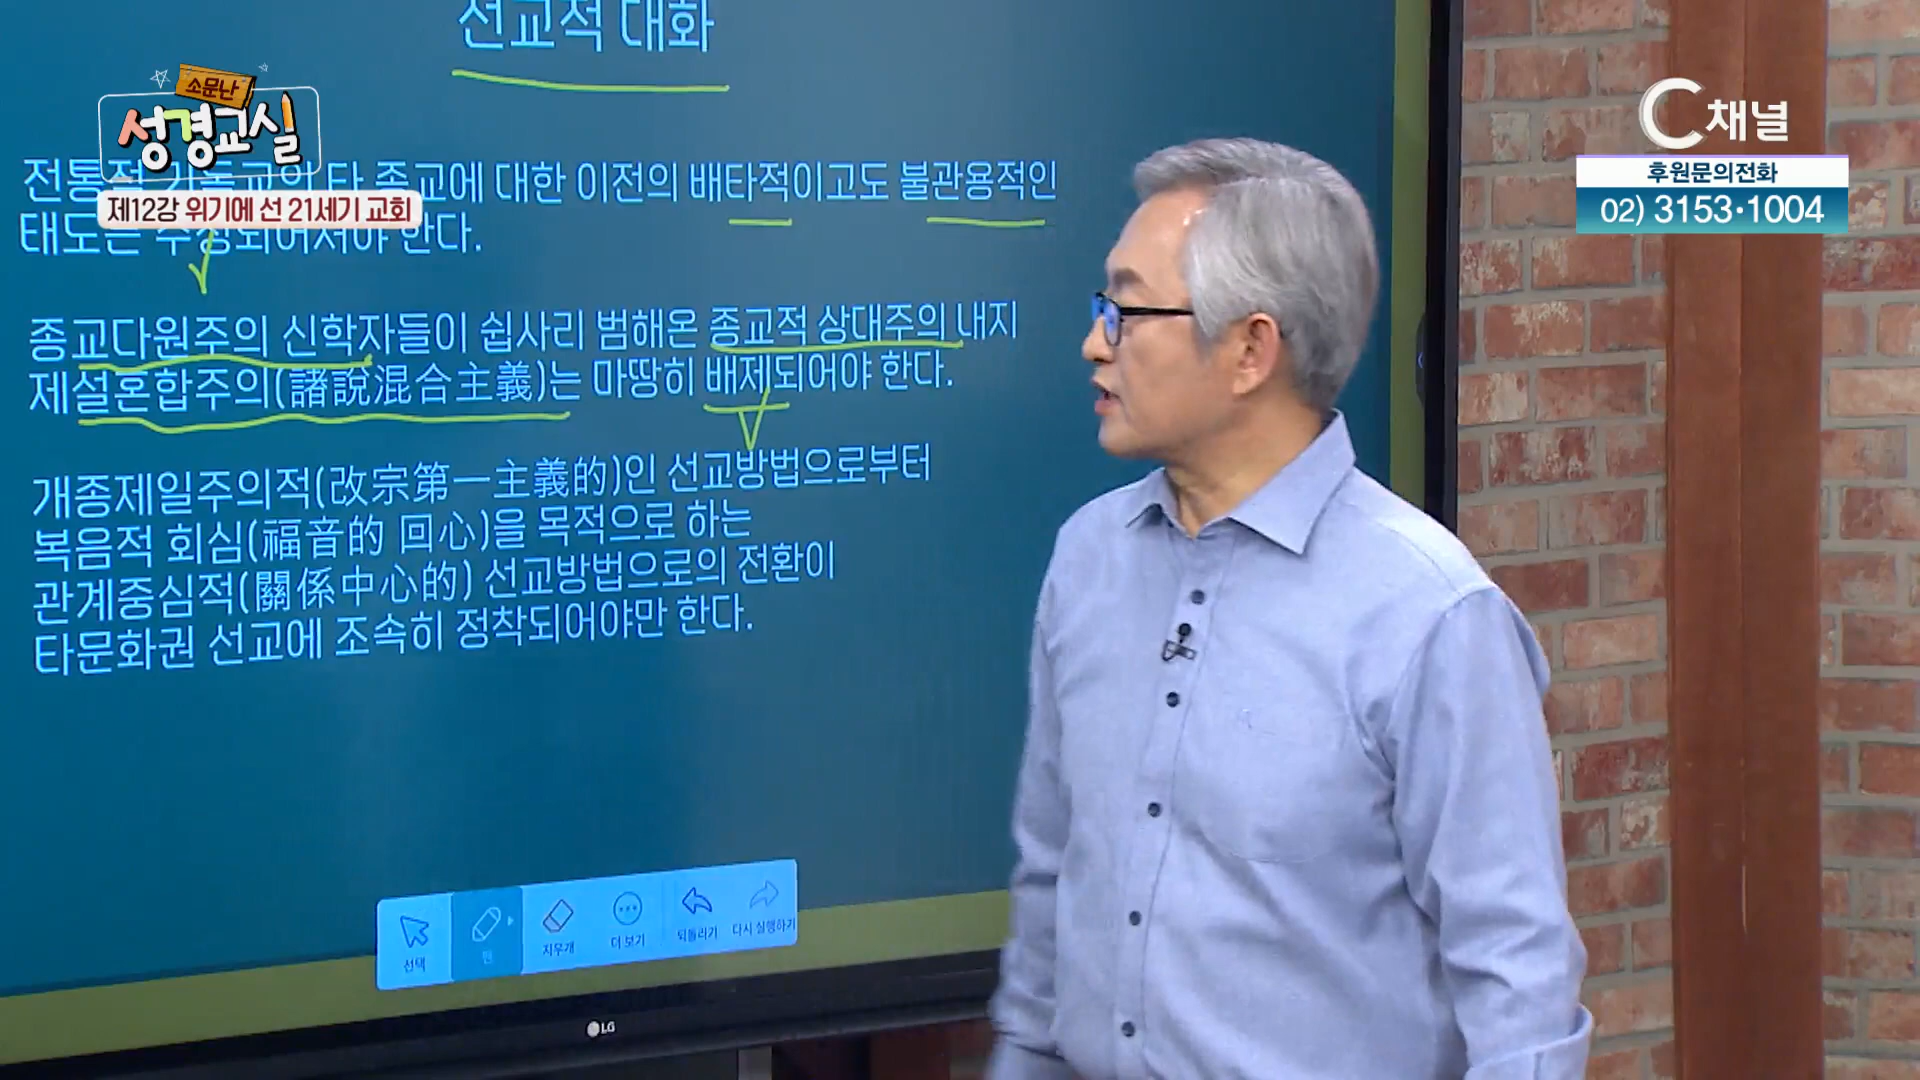 선교적 대화
소문난
성경교실
제12강 위기에 선 21세기 교회
C채널
후원문의전화
02) 3153·1004
전통적 기독교의 타 종교에 대한 이전의 배타적이고도 불관용적인
태도는 수정되어져야 한다.
종교다원주의 신학자들이 쉽사리 범해온 종교적 상대주의 내지
제설혼합주의(諸說混合主義)는 마땅히 배제되어야 한다.
개종제일주의적(改宗第一主義的)인 선교방법으로부터
복음적 회심(福音的 回心)을 목적으로 하는
관계중심적(關係中心的) 선교방법으로의 전환이
타문화권 선교에 조속히 정착되어야만 한다.
선택 펜 지우개 더 보기 되돌리기 다시 실행하기
LG